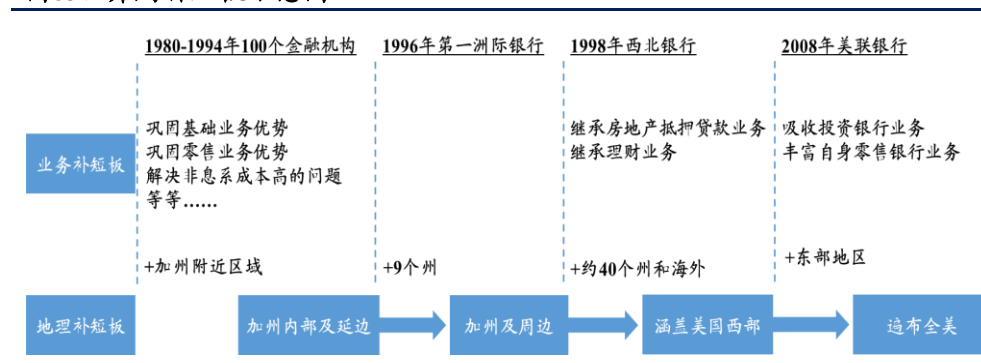 1980-1994年100个金融机构
1996年第一洲际银行
1998年西北银行
2008年美联银行
业务补短板
巩固基础业务优势
巩固零售业务优势
解决非息系成本高的问题
等等……
继承房地产抵押贷款业务
继承理财业务
吸收投资银行业务
丰富自身零售银行业务
+加州附近区域
+9个州
+约40个州和海外
+东部地区
地理补短板
加州内部及延边
加州及周边
涵盖美国西部
遍布全美